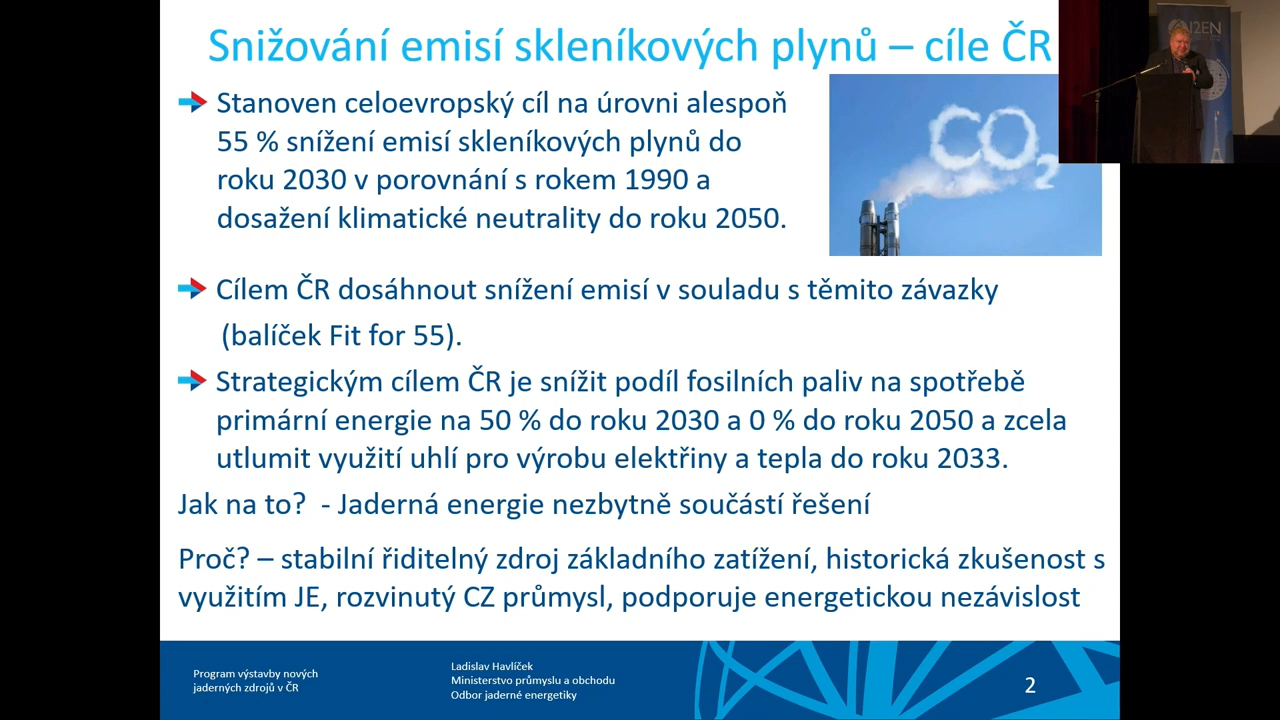 Snižování emisí skleníkových plynů – cíle ČR
I2EN
CO2
Stanoven celoevropský cíl na úrovni alespoň
55 % snížení emisí skleníkových plynů do
roku 2030 v porovnání s rokem 1990 a
dosažení klimatické neutrality do roku 2050.
Cílem ČR dosáhnout snížení emisí v souladu s těmito závazky
(balíček Fit for 55).
Strategickým cílem ČR je snížit podíl fosilních paliv na spotřebě
primární energie na 50 % do roku 2030 a 0 % do roku 2050 a zcela
utlumit využití uhlí pro výrobu elektřiny a tepla do roku 2033.
Jak na to?  - Jaderná energie nezbytně součástí řešení
Proč? – stabilní řiditelný zdroj základního zatížení, historická zkušenost s
využitím JE, rozvinutý CZ průmysl, podporuje energetickou nezávislost
Program výstavby nových
jaderných zdrojů v ČR
Ladislav Havlíček
Ministerstvo průmyslu a obchodu
Odbor jaderné energetiky
2